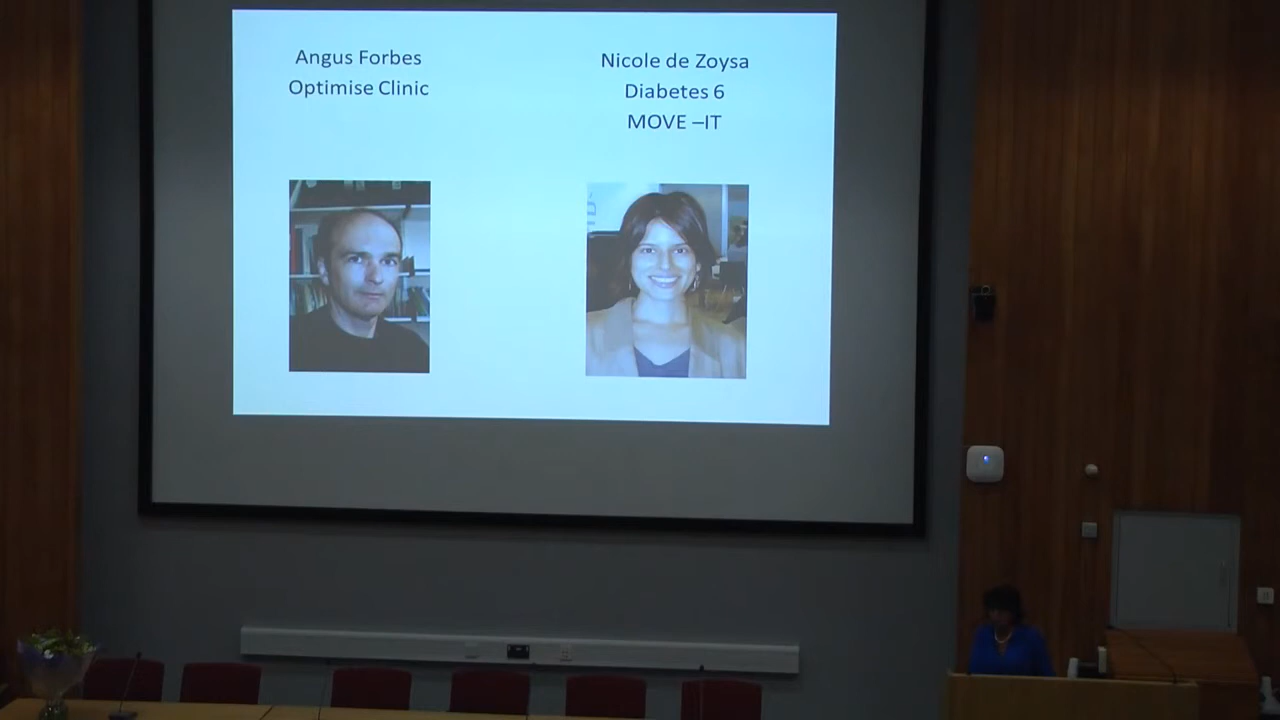 Angus Forbes
Optimise Clinic
Nicole de Zoysa
Diabetes 6
MOVE –IT